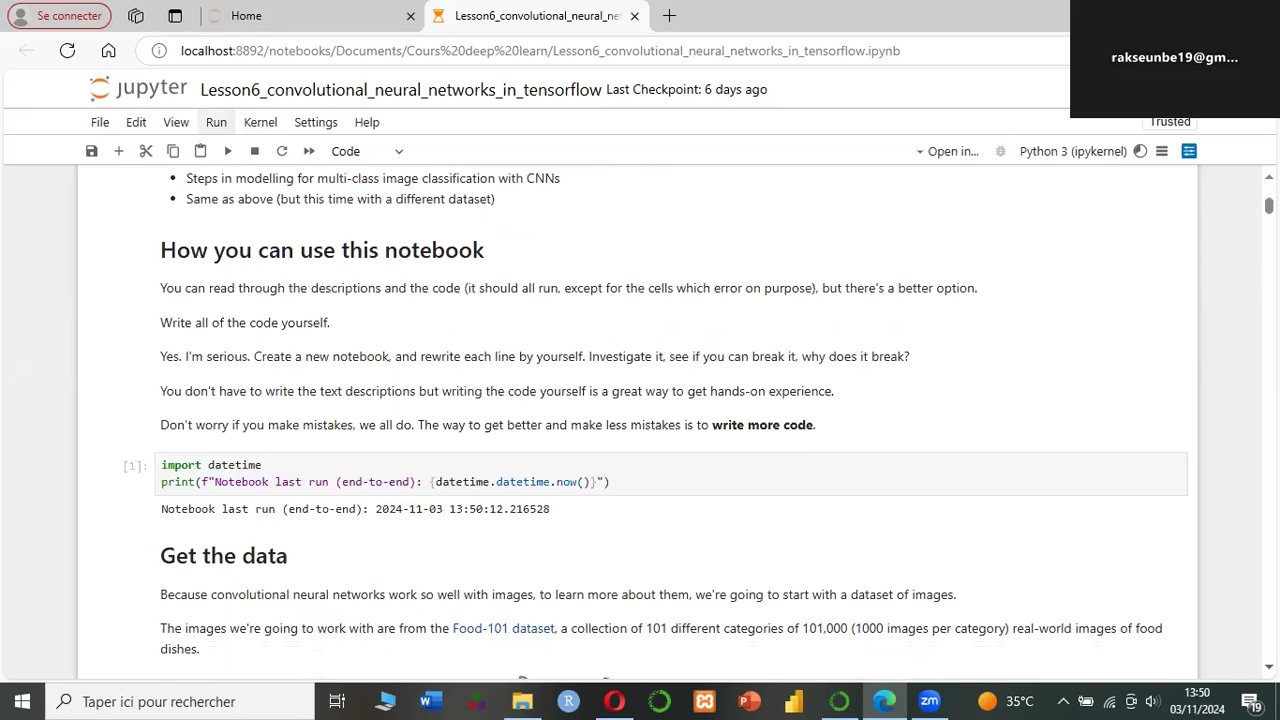 Se connecter
Home
Lesson6_convolutional_neural_ne
localhost:8892/notebooks/Documents/Cours%20deep%20learn/Lesson6_convolutional_neural_networks_in_tensorflow.ipynb
rakseunbe19@gm...
jupyter
Lesson6_convolutional_neural_networks_in_tensorflow Last Checkpoint: 6 days ago
File Edit View Run Kernel Settings Help
Trusted
Code
Open in...
Python 3 (ipykernel)
• Steps in modelling for multi-class image classification with CNNs
• Same as above (but this time with a different dataset)
How you can use this notebook
You can read through the descriptions and the code (it should all run, except for the cells which error on purpose), but there's a better option.
Write all of the code yourself.
Yes. I'm serious. Create a new notebook, and rewrite each line by yourself. Investigate it, see if you can break it, why does it break?
You don't have to write the text descriptions but writing the code yourself is a great way to get hands-on experience.
Don't worry if you make mistakes, we all do. The way to get better and make less mistakes is to write more code.
[1]: import datetime
print(f"Notebook last run (end-to-end): {datetime.datetime.now()}")
Notebook last run (end-to-end): 2024-11-03 13:50:12.216528
Get the data
Because convolutional neural networks work so well with images, to learn more about them, we're going to start with a dataset of images.
The images we're going to work with are from the Food-101 dataset, a collection of 101 different categories of 101,000 (1000 images per category) real-world images of food
dishes.
Taper ici pour rechercher
35°C
13:50
03/11/2024
19